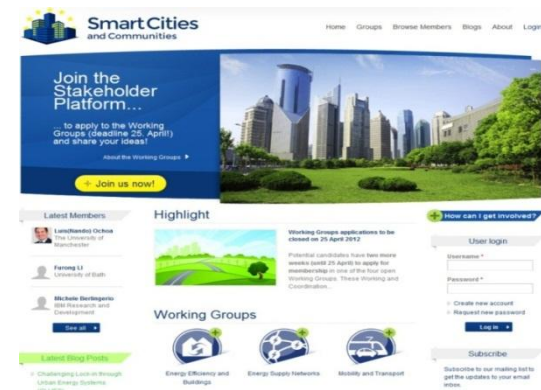 Smart Cities
and Communities
Home Groups Browse Members Blogs About Login
Join the
Stakeholder
Platform...
... to apply to the Working
Groups (deadline 25. April!)
and share your ideas!
About the Working Groups
+ Join us now!
Latest Members
Luis(Nando) Ochoa
The University of
Manchester
Furong LI
University of Bath
Michele Berlingerio
IBM Research and
Development
See all
Latest Blog Posts
Challenging Lock-in through
Urban Energy Systems
Highlight
Working Groups applications to be
closed on 25 April 2012
Potential candidates have two more
weeks (until 25 April) to apply for
membership in one of the four open
Working Groups. These Working and
Coordination...
Working Groups
Energy Efficiency and
Buildings
Energy Supply Networks
Mobility and Transport
+ How can I get involved?
User login
Username *
Password *
Create new account
Request new password
Log in
Subscribe
Subscribe to our mailing list to
get the updates to your email
inbox.